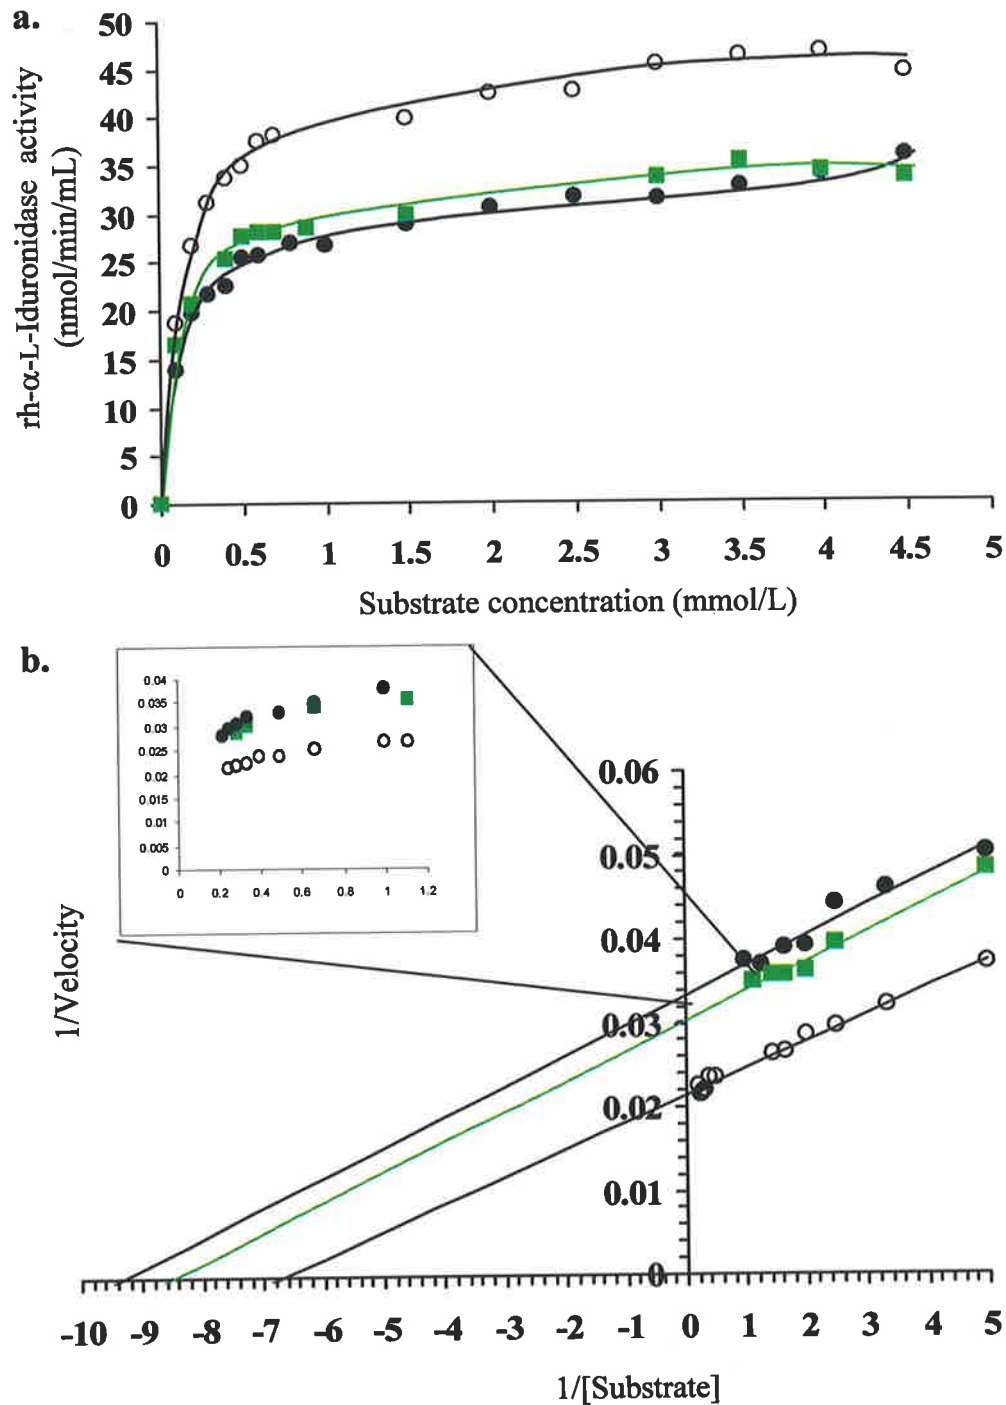 a.
rh-α-L-Iduronidase activity
(nmol/min/mL)
50
45
40
35
30
25
20
15
10
5
0
0 0.5 1 1.5 2 2.5 3 3.5 4 4.5 5
Substrate concentration (mmol/L)
b.
0.04
0.035
0.03
0.025
0.02
0.015
0.01
0.005
0
0 0.2 0.4 0.6 0.8 1 1.2
1/Velocity
0.06
0.05
0.04
0.03
0.02
0.01
0
-10 -9 -8 -7 -6 -5 -4 -3 -2 -1 0 1 2 3 4 5
1/[Substrate]